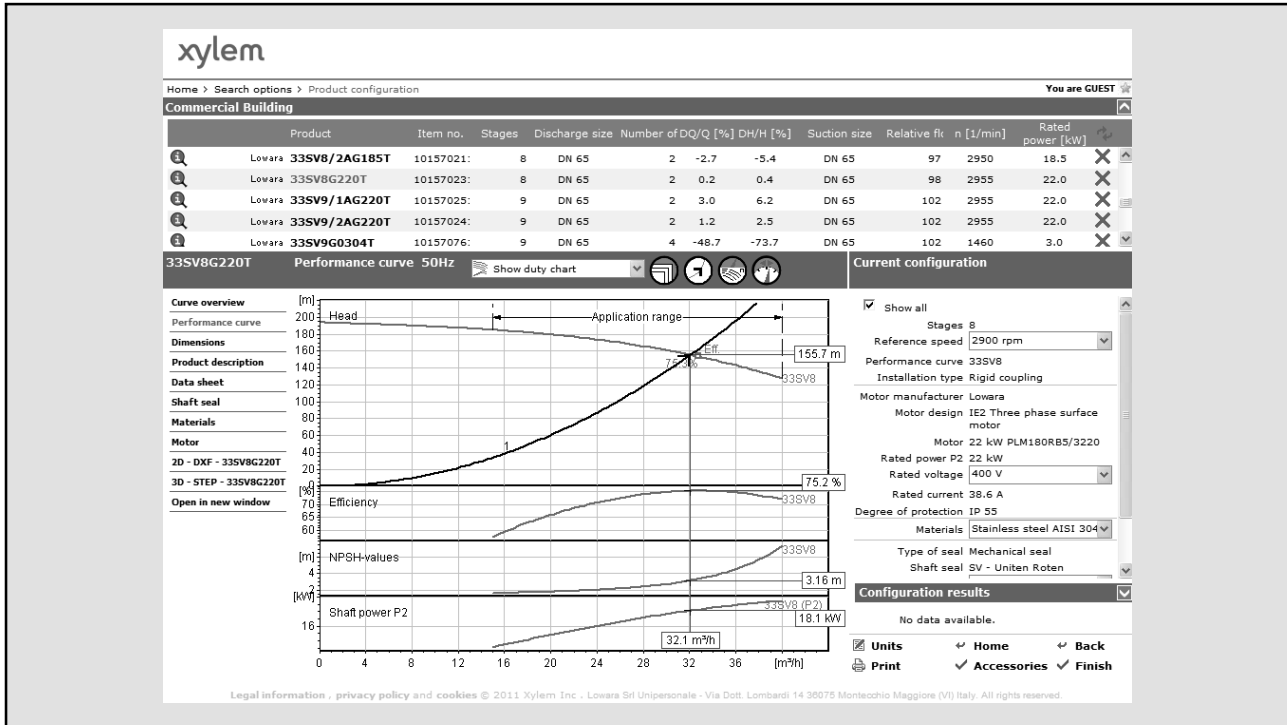 xylem
Home > Search options > Product configuration
You are GUEST
Commercial Building
Product Item no. Stages Discharge size Number of DQ/Q [%] DH/H [%] Suction size Relative flo n [1/min] Rated power [kW]
Lowara 33SV8/2AG185T 10157021: 8 DN 65 2 -2.7 -5.4 DN 65 97 2950 18.5
Lowara 33SV8G220T 10157023: 8 DN 65 2 0.2 0.4 DN 65 98 2955 22.0
Lowara 33SV9/1AG220T 10157025: 9 DN 65 2 3.0 6.2 DN 65 102 2955 22.0
Lowara 33SV9/2AG220T 10157024: 9 DN 65 2 1.2 2.5 DN 65 102 2955 22.0
Lowara 33SV9G0304T 10157076: 9 DN 65 4 -48.7 -73.7 DN 65 102 1460 3.0
33SV8G220T Performance curve 50Hz Show duty chart
Current configuration
Curve overview
Performance curve
Dimensions
Product description
Data sheet
Shaft seal
Materials
Motor
2D - DXF - 33SV8G220T
3D - STEP - 33SV8G220T
Open in new window
[m]
200
180
160
140
120
100
80
60
40
20
0
Head
Application range
Eff.
155.7 m
33SV8
1
75.2 %
[%]
70
65
60
Efficiency
33SV8
[m]
4
2
NPSH-values
33SV8
3.16 m
[kW]
16
Shaft power P2
33SV8 (P2)
18.1 kW
32.1 m³/h
0 4 8 12 16 20 24 28 32 36 [m³/h]
Show all
Stages 8
Reference speed 2900 rpm
Performance curve 33SV8
Installation type Rigid coupling
Motor manufacturer Lowara
Motor design IE2 Three phase surface motor
Motor 22 kW PLM180RB5/3220
Rated power P2 22 kW
Rated voltage 400 V
Rated current 38.6 A
Degree of protection IP 55
Materials Stainless steel AISI 304
Type of seal Mechanical seal
Shaft seal SV - Uniten Roten
Configuration results
No data available.
Units Home Back
Print Accessories Finish
Legal information , privacy policy and cookies © 2011 Xylem Inc . Lowara Srl Unipersonale - Via Dott. Lombardi 14 36075 Montecchio Maggiore (VI) Italy. All rights reserved.